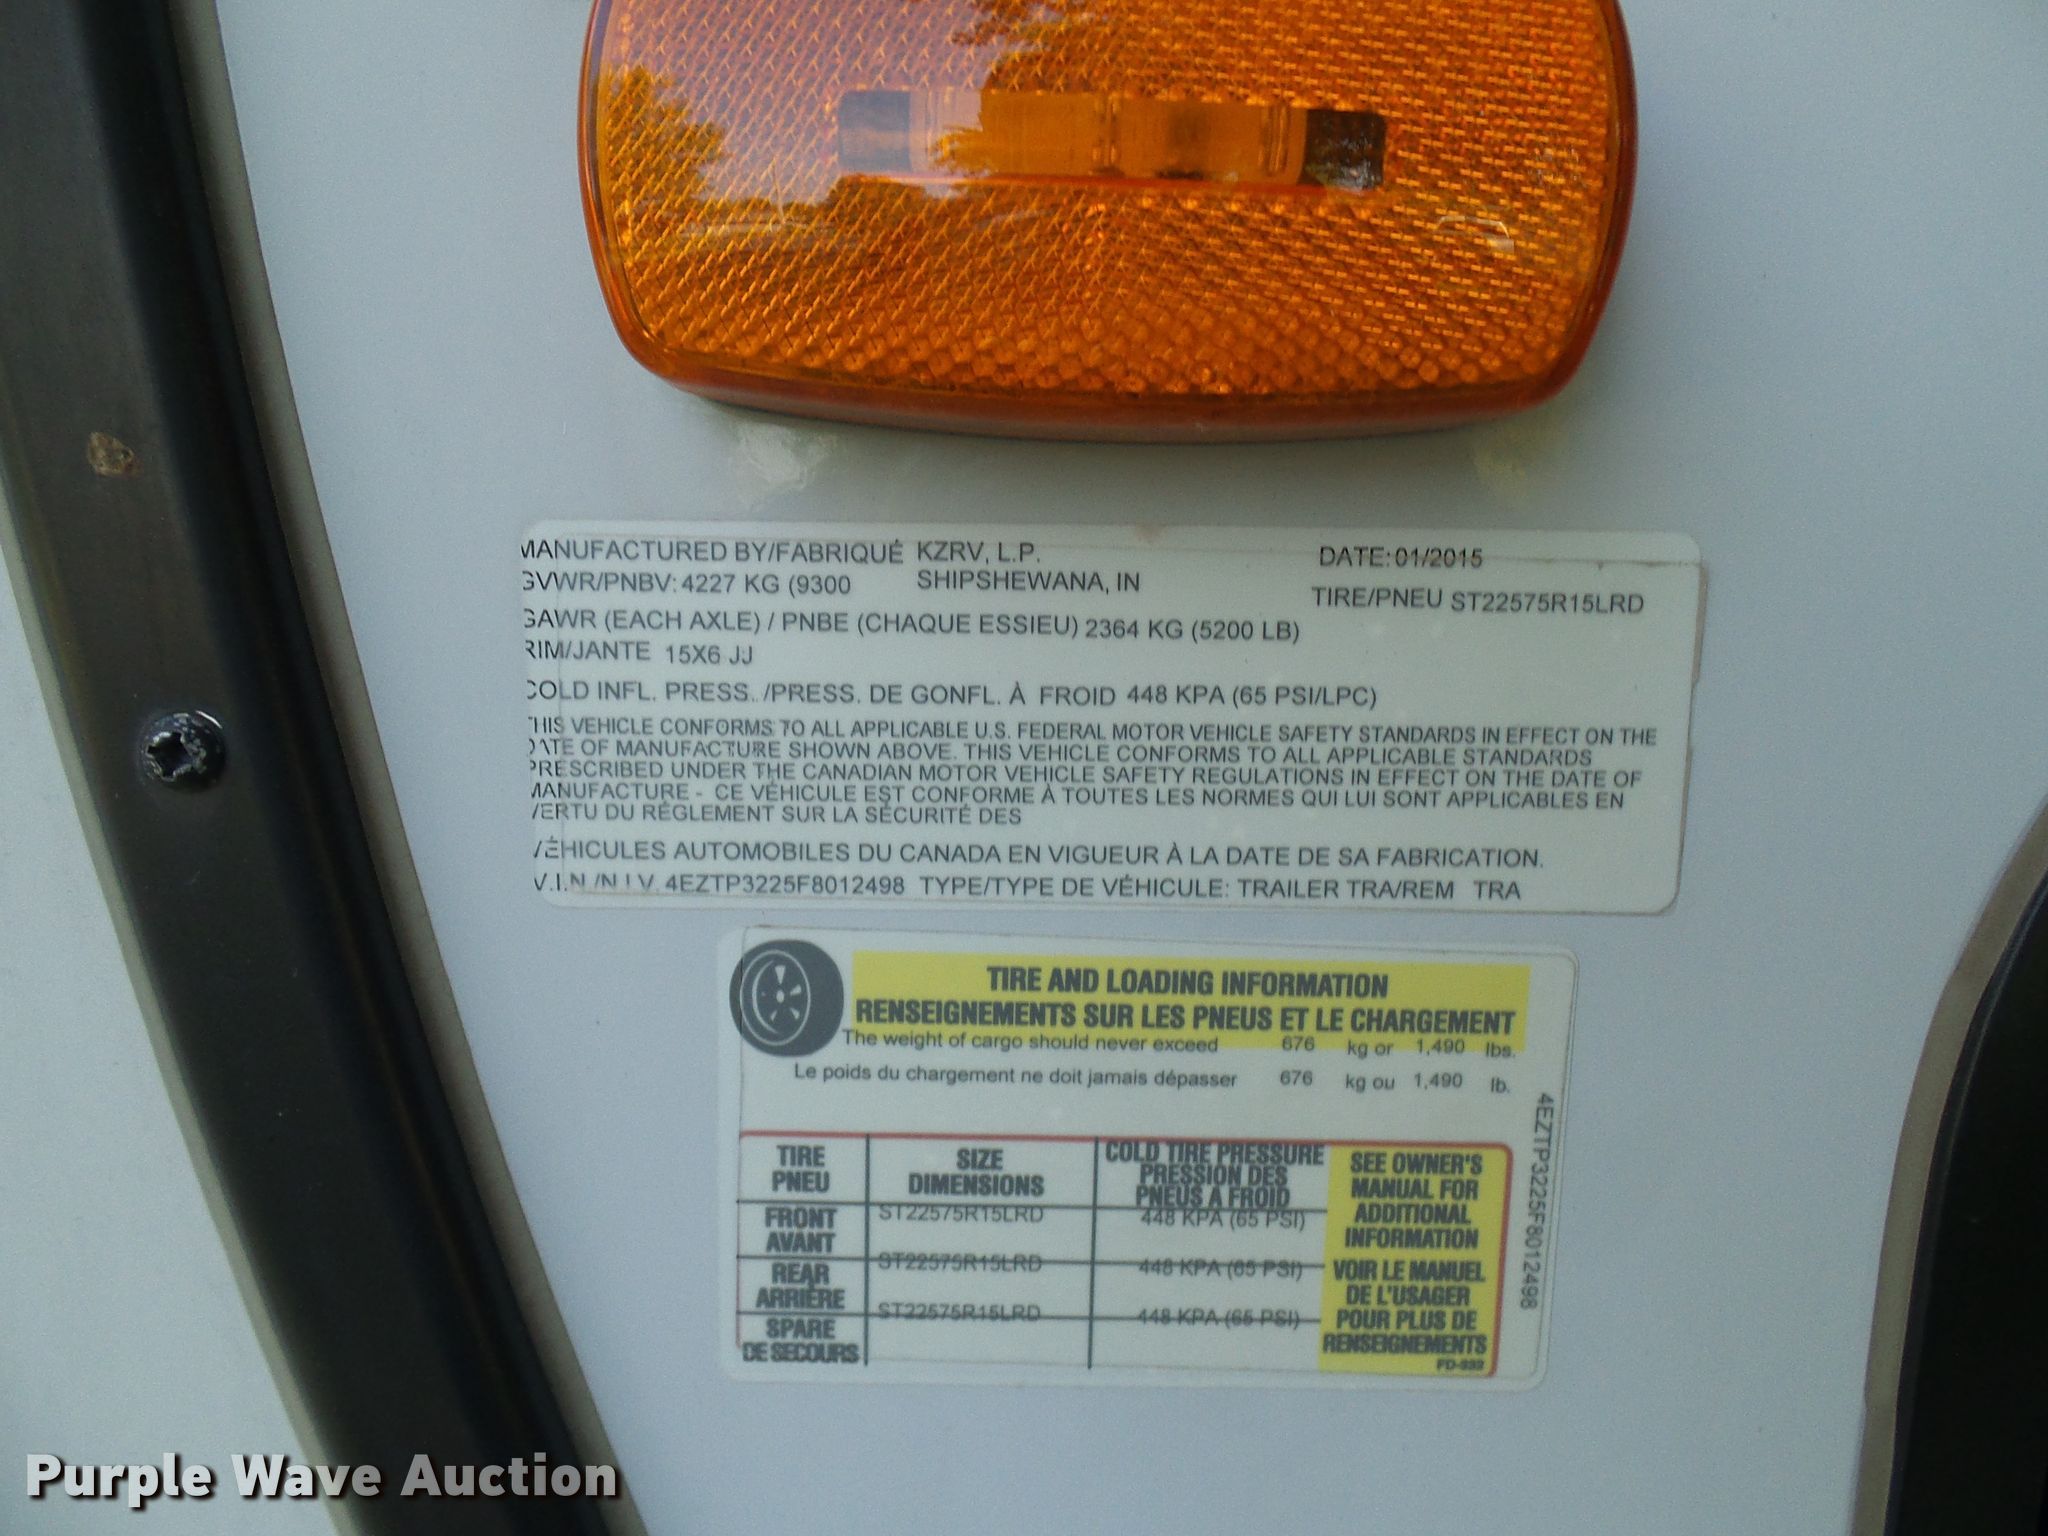 MANUFACTURED BY/FABRIQUÉ KZRV, L.P. DATE: 01/2015
GVWR/PNBV: 4227 KG (9300 SHIPSHEWANA, IN TIRE/PNEU ST22575R15LRD
GAWR (EACH AXLE) / PNBE (CHAQUE ESSIEU) 2364 KG (5200 LB)
RIM/JANTE 15X6 JJ
COLD INFL. PRESS. /PRESS. DE GONFL. À FROID 448 KPA (65 PSI/LPC)
THIS VEHICLE CONFORMS TO ALL APPLICABLE U.S. FEDERAL MOTOR VEHICLE SAFETY STANDARDS IN EFFECT ON THE
DATE OF MANUFACTURE SHOWN ABOVE. THIS VEHICLE CONFORMS TO ALL APPLICABLE STANDARDS
PRESCRIBED UNDER THE CANADIAN MOTOR VEHICLE SAFETY REGULATIONS IN EFFECT ON THE DATE OF
MANUFACTURE - CE VÉHICULE EST CONFORME À TOUTES LES NORMES QUI LUI SONT APPLICABLES EN
VERTU DU RÉGLEMENT SUR LA SÉCURITÉ DES
VÉHICULES AUTOMOBILES DU CANADA EN VIGUEUR À LA DATE DE SA FABRICATION.
V.I.N./N.I.V. 4EZTP3225F8012498 TYPE/TYPE DE VÉHICULE: TRAILER TRA/REM TRA
TIRE AND LOADING INFORMATION
RENSEIGNEMENTS SUR LES PNEUS ET LE CHARGEMENT
The weight of cargo should never exceed 676 kg or 1,490 lbs.
Le poids du chargement ne doit jamais dépasser 676 kg ou 1,490 lb.
TIRE
PNEU
SIZE
DIMENSIONS
COLD TIRE PRESSURE
PRESSION DES
PNEUS A FROID
FRONT
AVANT
ST22575R15LRD
448 KPA (65 PSI)
REAR
ARRIÈRE
ST22575R15LRD
448 KPA (65 PSI)
SPARE
DE SECOURS
ST22575R15LRD
448 KPA (65 PSI)
SEE OWNER'S
MANUAL FOR
ADDITIONAL
INFORMATION
VOIR LE MANUEL
DE L'USAGER
POUR PLUS DE
RENSEIGNEMENTS
FD-332
4EZTP3225F8012498
Purple Wave Auction